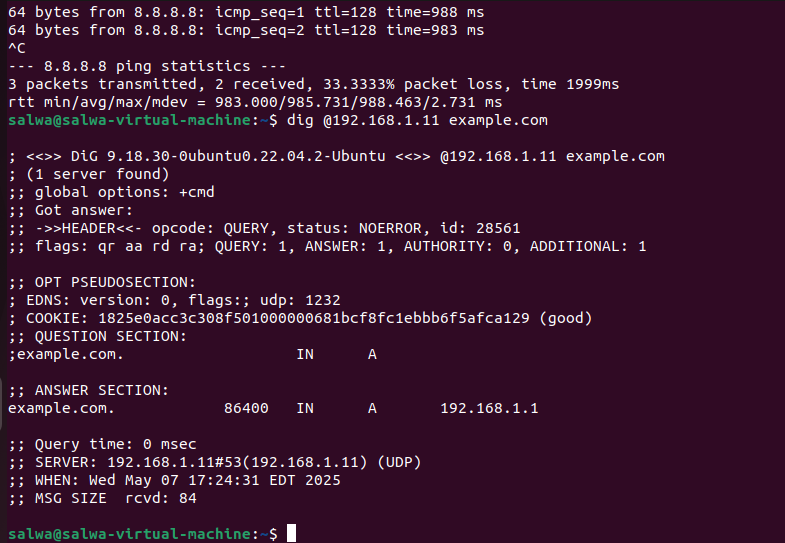 64 bytes from 8.8.8.8: icmp_seq=1 ttl=128 time=988 ms
64 bytes from 8.8.8.8: icmp_seq=2 ttl=128 time=983 ms
^C
--- 8.8.8.8 ping statistics ---
3 packets transmitted, 2 received, 33.3333% packet loss, time 1999ms
rtt min/avg/max/mdev = 983.000/985.731/988.463/2.731 ms
salwa@salwa-virtual-machine:~$ dig @192.168.1.11 example.com

; <<>> DiG 9.18.30-0ubuntu0.22.04.2-Ubuntu <<>> @192.168.1.11 example.com
; (1 server found)
;; global options: +cmd
;; Got answer:
;; ->>HEADER<<- opcode: QUERY, status: NOERROR, id: 28561
;; flags: qr aa rd ra; QUERY: 1, ANSWER: 1, AUTHORITY: 0, ADDITIONAL: 1

;; OPT PSEUDOSECTION:
; EDNS: version: 0, flags:; udp: 1232
; COOKIE: 1825e0acc3c308f501000000681bcf8fc1ebbb6f5afca129 (good)
;; QUESTION SECTION:
;example.com.                   IN      A

;; ANSWER SECTION:
example.com.            86400   IN      A       192.168.1.1

;; Query time: 0 msec
;; SERVER: 192.168.1.11#53(192.168.1.11) (UDP)
;; WHEN: Wed May 07 17:24:31 EDT 2025
;; MSG SIZE  rcvd: 84

salwa@salwa-virtual-machine:~$